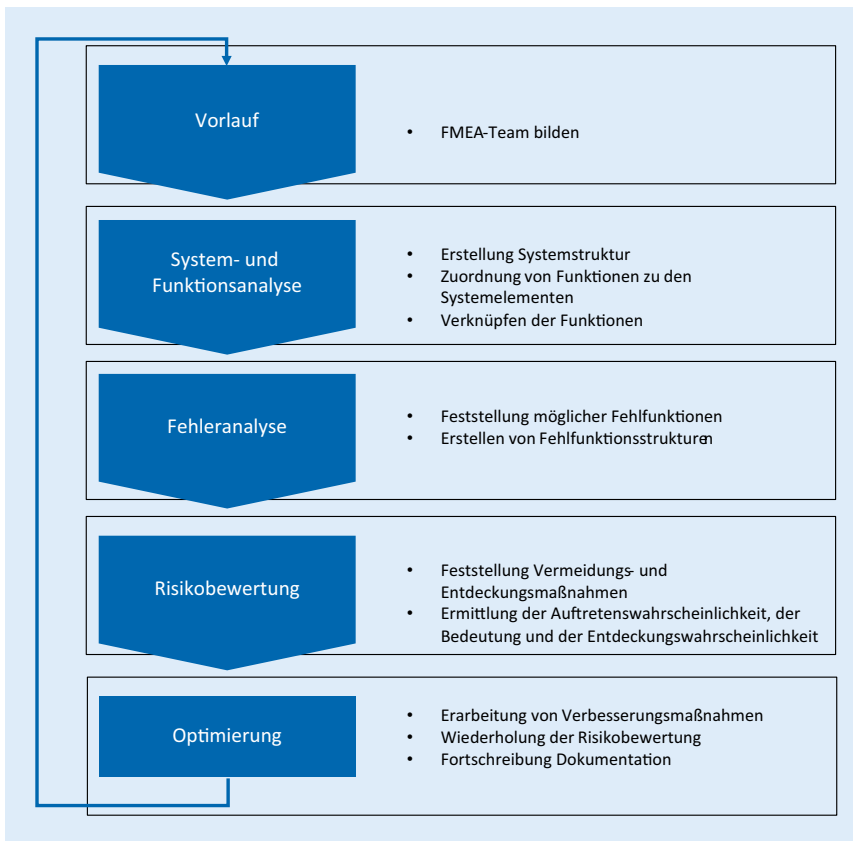 Vorlauf
• FMEA-Team bilden
System- und
Funktionsanalyse
• Erstellung Systemstruktur
• Zuordnung von Funktionen zu den
Systemelementen
• Verknüpfen der Funktionen
Fehleranalyse
• Feststellung möglicher Fehlfunktionen
• Erstellen von Fehlfunktionsstrukturen
Risikobewertung
• Feststellung Vermeidungs- und
Entdeckungsmaßnahmen
• Ermittlung der Auftretenswahrscheinlichkeit, der
Bedeutung und der Entdeckungswahrscheinlichkeit
Optimierung
• Erarbeitung von Verbesserungsmaßnahmen
• Wiederholung der Risikobewertung
• Fortschreibung Dokumentation